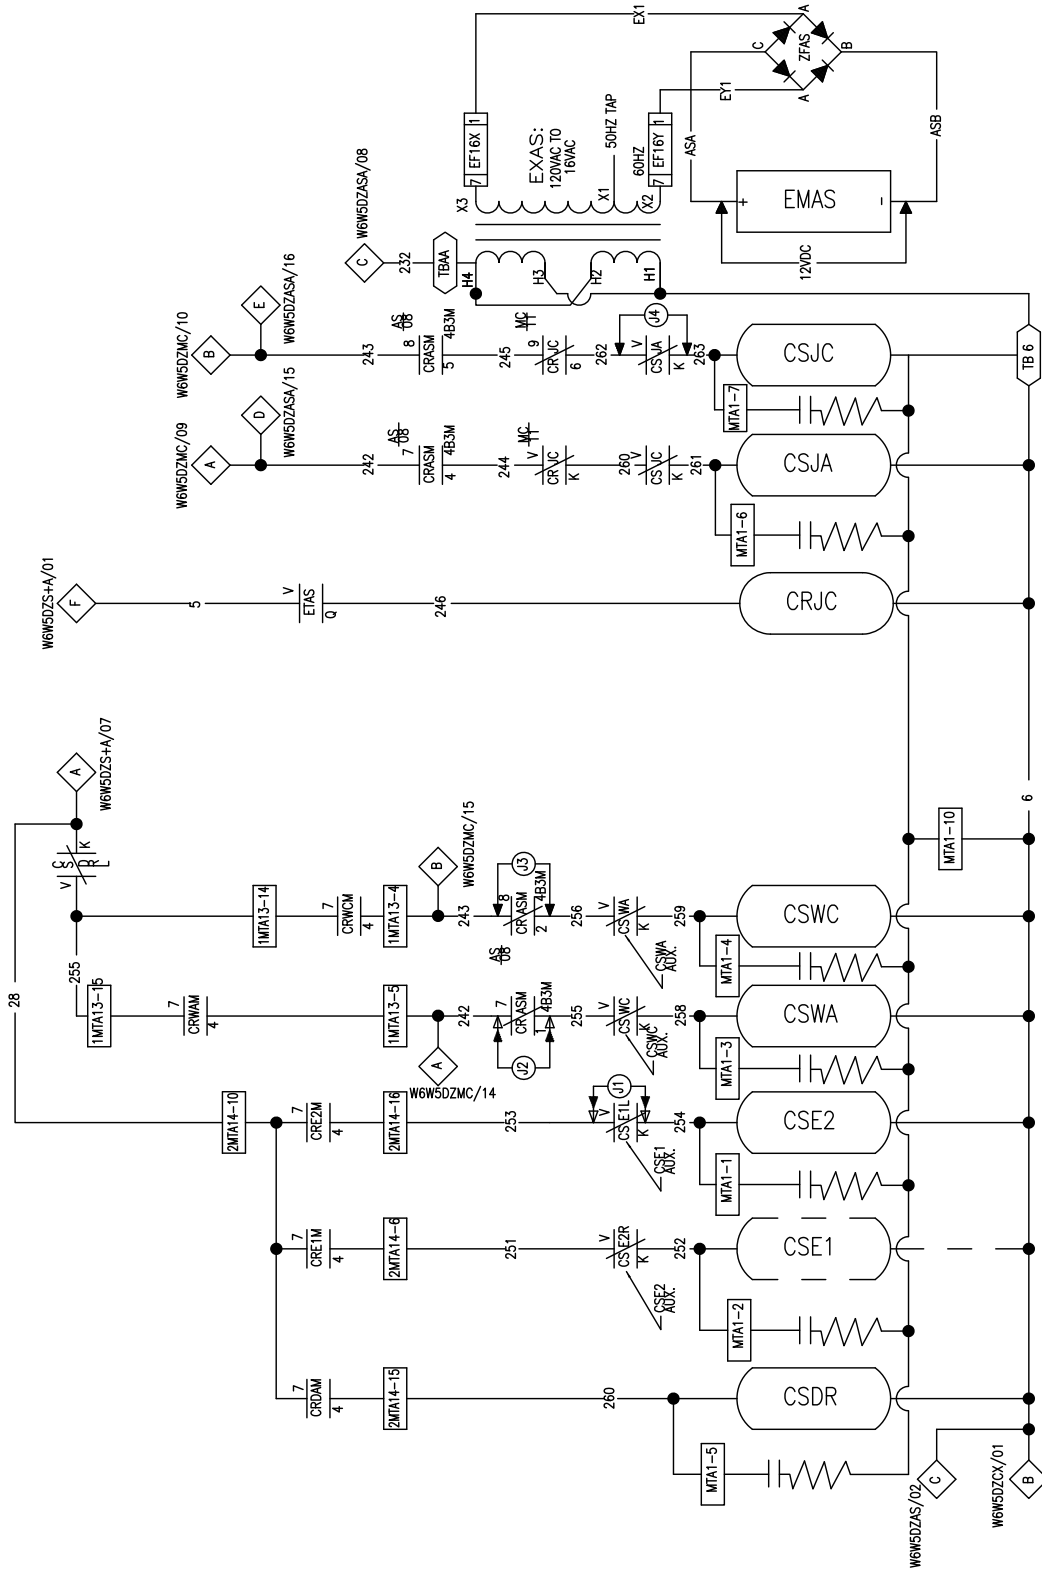 W6W5DZMC/10
B
E
W6W5DZASA/16
C
W6W5DZASA/08
232
TBAA
H4
H3
H2
H1
X3
X1
X2
7 EF16X 1
EXAS:
120VAC TO
16VAC
50HZ TAP
60HZ
7 EF16Y 1
EX1
EY1
A
C
ZFAS
B
A
ASA
ASB
+
EMAS
-
12VDC
243
AS
08
8
CRASM
5
4B3M
245
MC
11
9
CRJC
6
262
V
CSJA
K
J4
263
MTA1-7
CSJC
TB 6
W6W5DZMC/09
A
D
W6W5DZASA/15
242
AS
08
7
CRASM
4
4B3M
244
MC
11
V
CRJC
K
260
V
CSJC
K
261
MTA1-6
CSJA
W6W5DZS+A/01
F
5
V
ETAS
Q
246
CRJC
A
W6W5DZS+A/07
V
CSDRL
K
28
255
1MTA13-14
7
CRWCM
4
1MTA13-4
B
W6W5DZMC/15
243
AS
08
8
CRASM
2
4B3M
J3
256
V
CSWA
K
CSWA
AUX.
259
MTA1-4
CSWC
MTA1-10
6
1MTA13-15
7
CRWAM
4
1MTA13-5
A
W6W5DZMC/14
242
7
CRASM
1
4B3M
J2
255
V
CSWC
K
CSWC
AUX.
258
MTA1-3
CSWA
2MTA14-10
7
CRE2M
4
2MTA14-16
253
J1
V
CSE1L
K
CSE1
AUX.
254
MTA1-1
CSE2
7
CRE1M
4
2MTA14-6
251
V
CSE2R
K
CSE2
AUX.
252
MTA1-2
CSE1
7
CRDAM
4
2MTA14-15
260
MTA1-5
CSDR
W6W5DZAS/02
C
W6W5DZCX/01
B